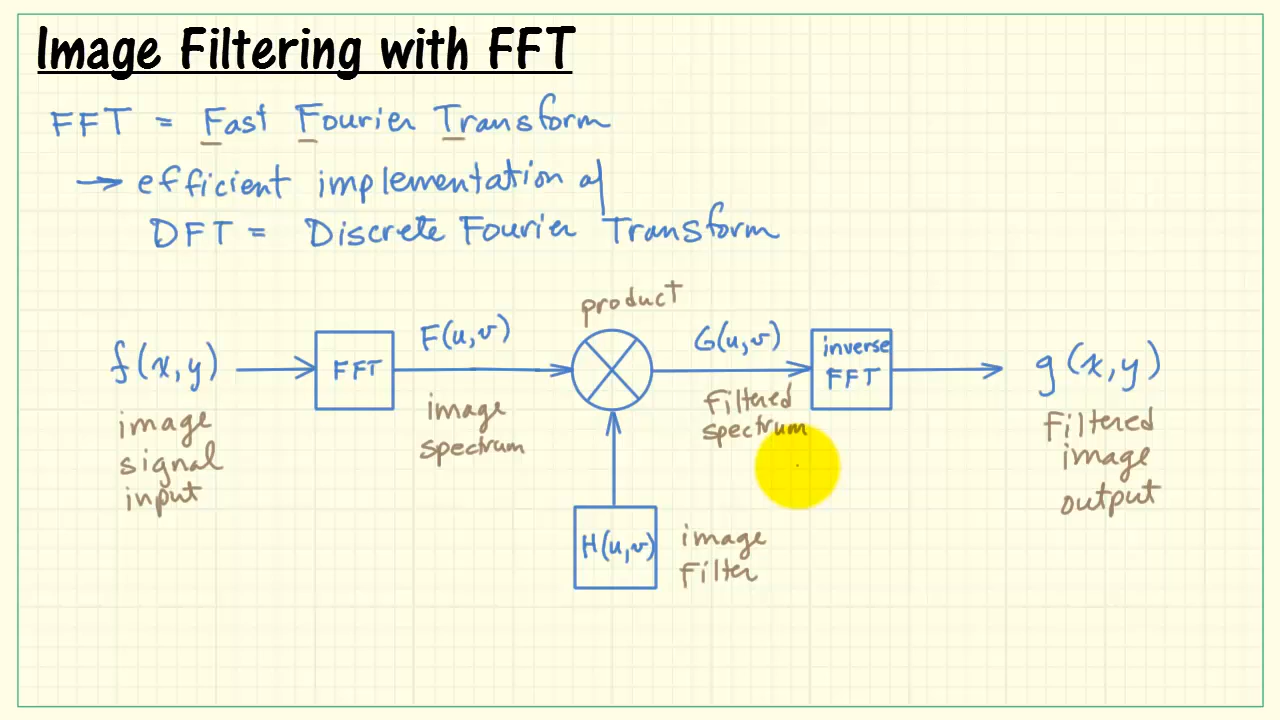 Image Filtering with FFT
FFT = Fast Fourier Transform
→ efficient implementation of
DFT = Discrete Fourier Transform
product
f(x,y)
FFT
F(u,v)
G(u,v)
inverse
FFT
g(x,y)
image
signal
input
image
spectrum
Filtered
spectrum
Filtered
image
output
H(u,v)
image
Filter